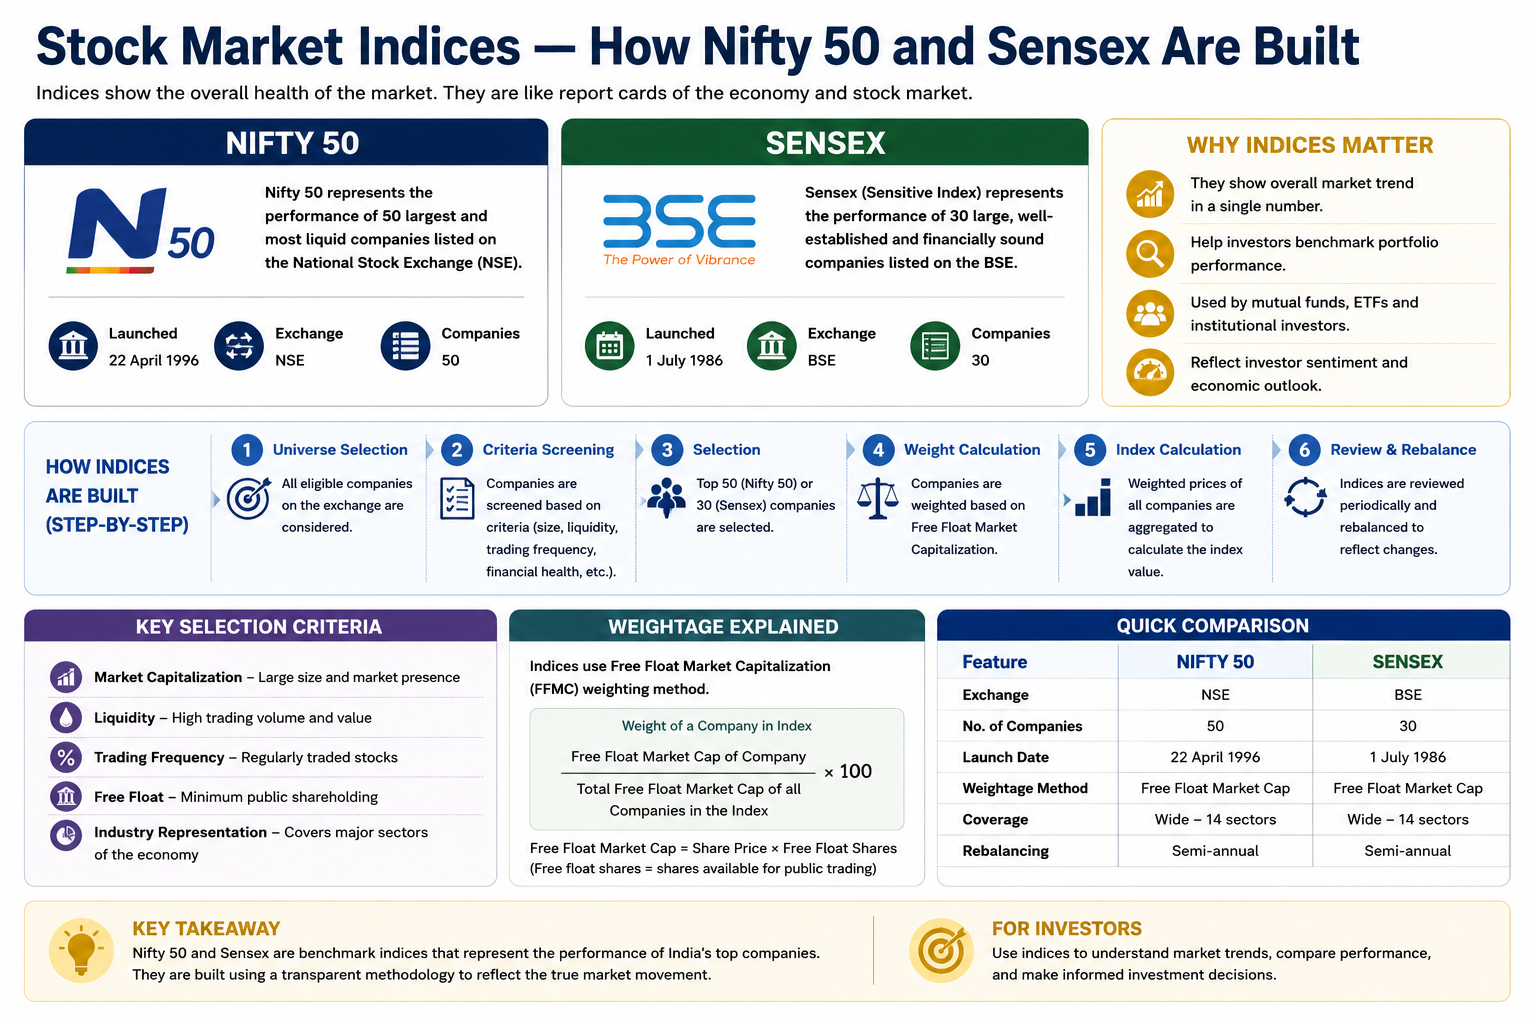 Stock Market Indices — How Nifty 50 and Sensex Are Built
Indices show the overall health of the market. They are like report cards of the economy and stock market.
NIFTY 50
N50
Nifty 50 represents the
performance of 50 largest and
most liquid companies listed on
the National Stock Exchange (NSE).
Launched
22 April 1996
Exchange
NSE
Companies
50
SENSEX
BSE
The Power of Vibrance
Sensex (Sensitive Index) represents
the performance of 30 large, well-
established and financially sound
companies listed on the BSE.
Launched
1 July 1986
Exchange
BSE
Companies
30
WHY INDICES MATTER
They show overall market trend
in a single number.
Help investors benchmark portfolio
performance.
Used by mutual funds, ETFs and
institutional investors.
Reflect investor sentiment and
economic outlook.
HOW INDICES
ARE BUILT
(STEP-BY-STEP)
1 Universe Selection
All eligible companies
on the exchange are
considered.
2 Criteria Screening
Companies are
screened based on
criteria (size, liquidity,
trading frequency,
financial health, etc.).
3 Selection
Top 50 (Nifty 50) or
30 (Sensex) companies
are selected.
4 Weight Calculation
Companies are
weighted based on
Free Float Market
Capitalization.
5 Index Calculation
Weighted prices of
all companies are
aggregated to
calculate the index
value.
6 Review & Rebalance
Indices are reviewed
periodically and
rebalanced to
reflect changes.
KEY SELECTION CRITERIA
Market Capitalization – Large size and market presence
Liquidity – High trading volume and value
% Trading Frequency – Regularly traded stocks
Free Float – Minimum public shareholding
Industry Representation – Covers major sectors
of the economy
WEIGHTAGE EXPLAINED
Indices use Free Float Market Capitalization
(FFMC) weighting method.
Weight of a Company in Index
Free Float Market Cap of Company
× 100
Total Free Float Market Cap of all
Companies in the Index
Free Float Market Cap = Share Price × Free Float Shares
(Free float shares = shares available for public trading)
QUICK COMPARISON
Feature NIFTY 50 SENSEX
Exchange NSE BSE
No. of Companies 50 30
Launch Date 22 April 1996 1 July 1986
Weightage Method Free Float Market Cap Free Float Market Cap
Coverage Wide – 14 sectors Wide – 14 sectors
Rebalancing Semi-annual Semi-annual
KEY TAKEAWAY
Nifty 50 and Sensex are benchmark indices that represent the performance of India's top companies.
They are built using a transparent methodology to reflect the true market movement.
FOR INVESTORS
Use indices to understand market trends, compare performance,
and make informed investment decisions.